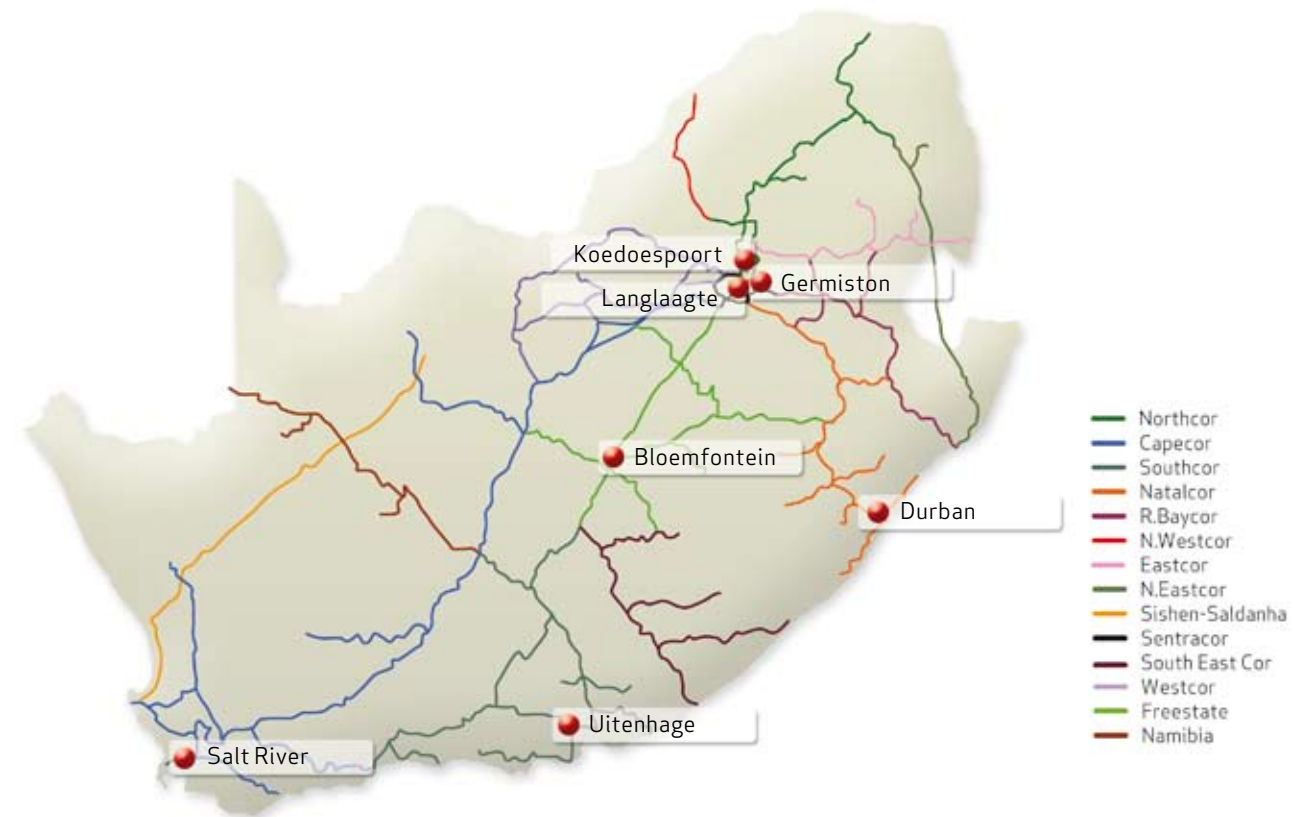 Koedoespoort
Germiston
Langlaagte
Bloemfontein
Durban
Uitenhage
Salt River
Northcor
Capecor
Southcor
Natalcor
R.Baycor
N.Westcor
Eastcor
N.Eastcor
Sishen-Saldanha
Sentracor
South East Cor
Westcor
Freestate
Namibia